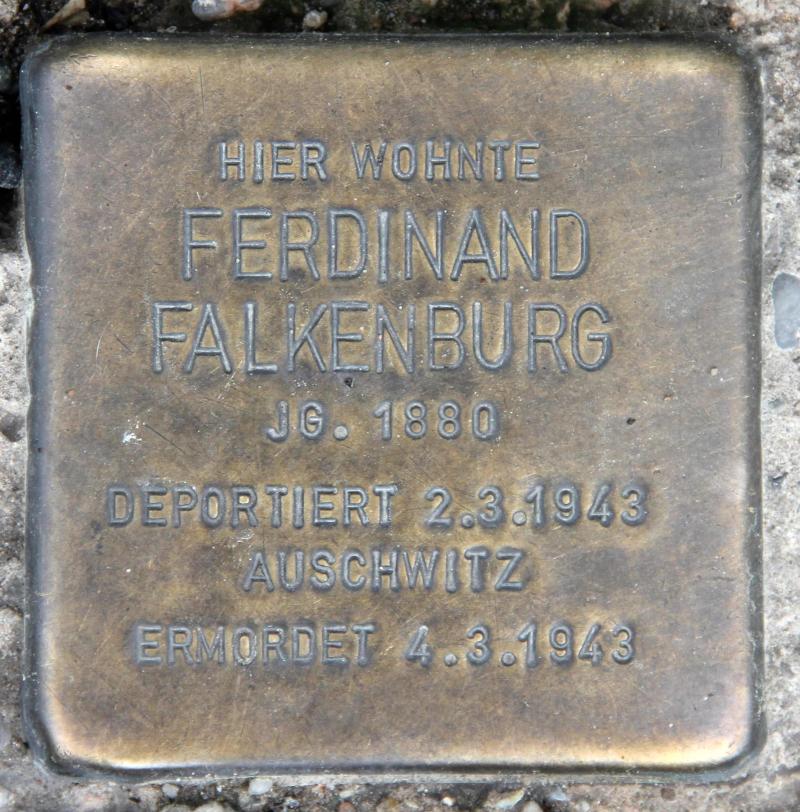 HIER WOHNTE
FERDINAND
FALKENBURG
JG. 1880
DEPORTIERT 2.3.1943
AUSCHWITZ
ERMORDET 4.3.1943